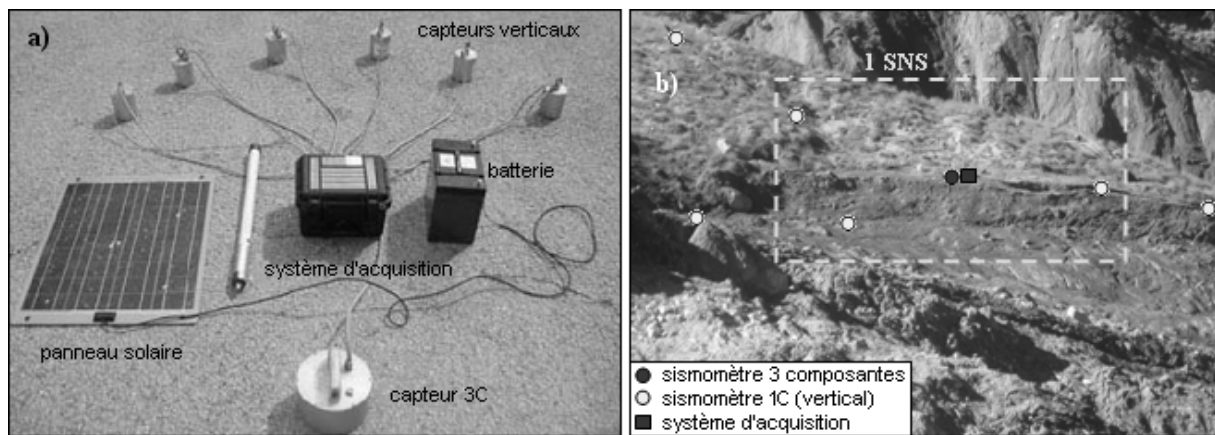 a)
capteurs verticaux
batterie
système d'acquisition
panneau solaire
capteur 3C
b)
1 SNS
sismomètre 3 composantes
sismomètre 1C (vertical)
système d'acquisition